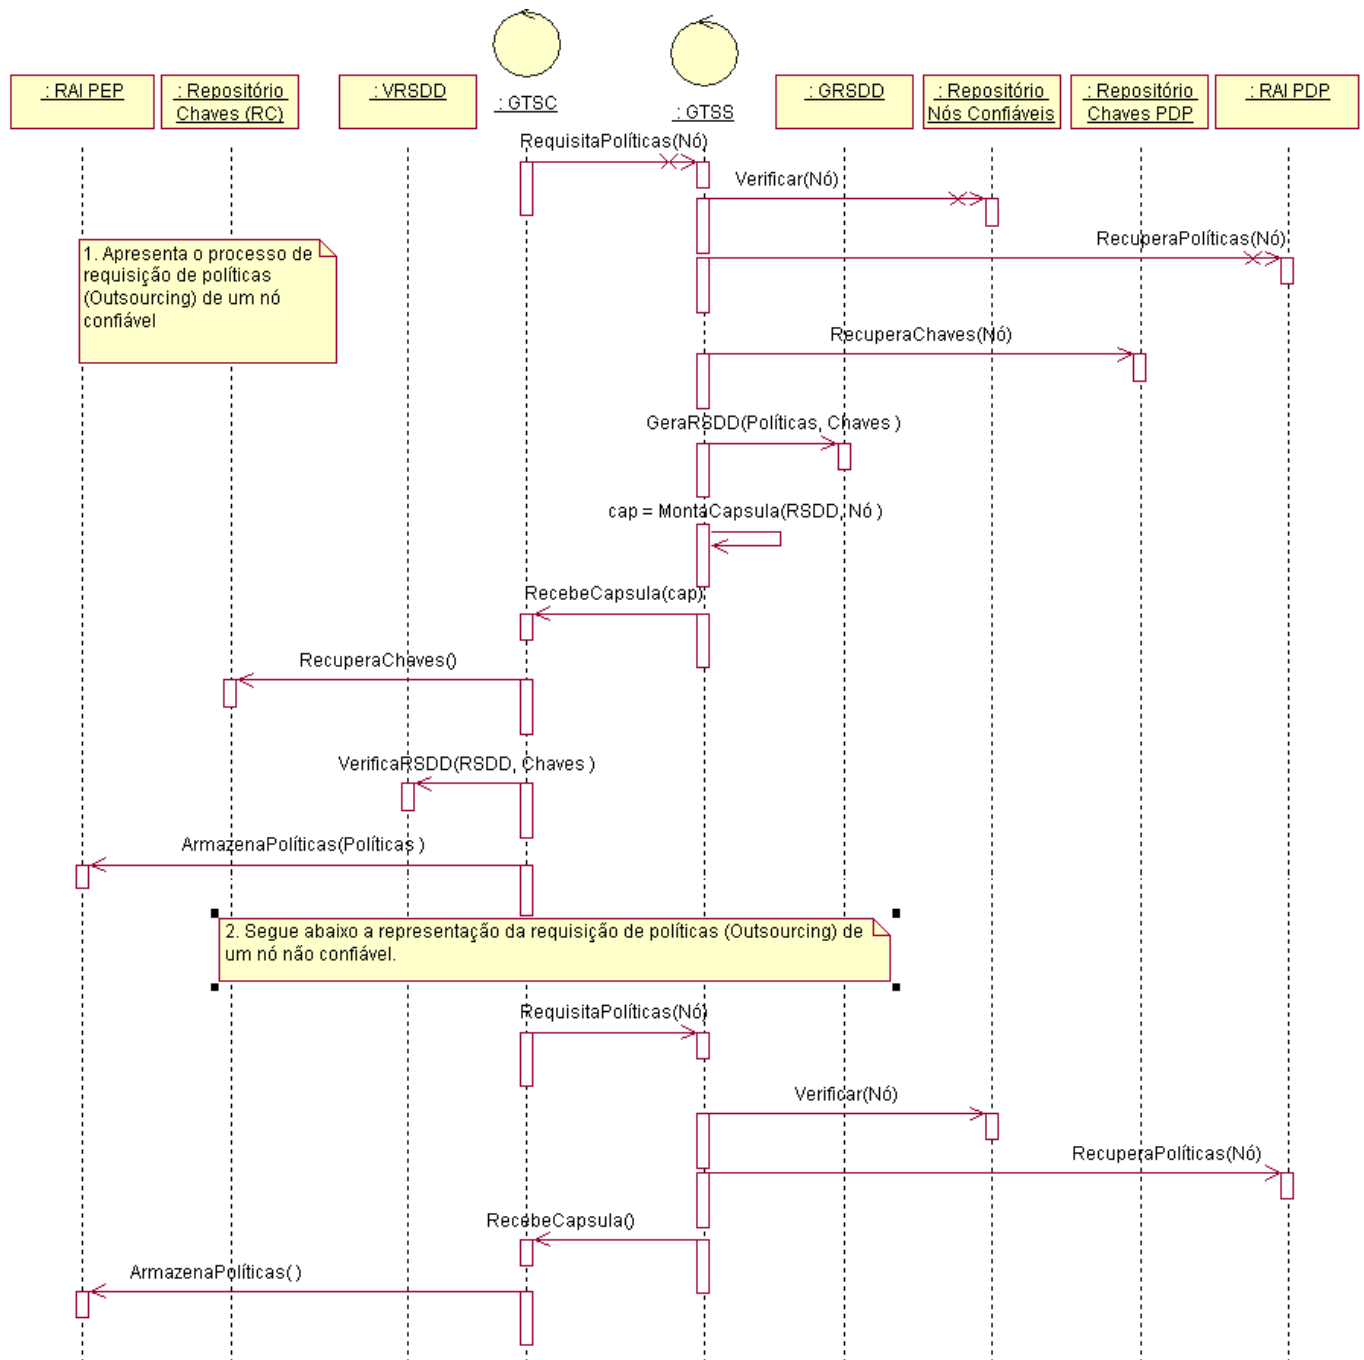 : RAI PEP
: Repositório
Chaves (RC)
: VRSDD
: GTSC
: GTSS
: GRSDD
: Repositório
Nós Confiáveis
: Repositório
Chaves PDP
: RAI PDP
RequisitaPolíticas(Nó)
Verificar(Nó)
RecuperaPolíticas(Nó)
1. Apresenta o processo de
requisição de políticas
(Outsourcing) de um nó
confiável
RecuperaChaves(Nó)
GeraRSDD(Políticas, Chaves )
cap = MontaCapsula(RSDD, Nó )
RecebeCapsula(cap)
RecuperaChaves()
VerificaRSDD(RSDD, Chaves )
ArmazenaPolíticas(Políticas )
2. Segue abaixo a representação da requisição de políticas (Outsourcing) de
um nó não confiável.
RequisitaPolíticas(Nó)
Verificar(Nó)
RecuperaPolíticas(Nó)
RecebeCapsula()
ArmazenaPolíticas( )